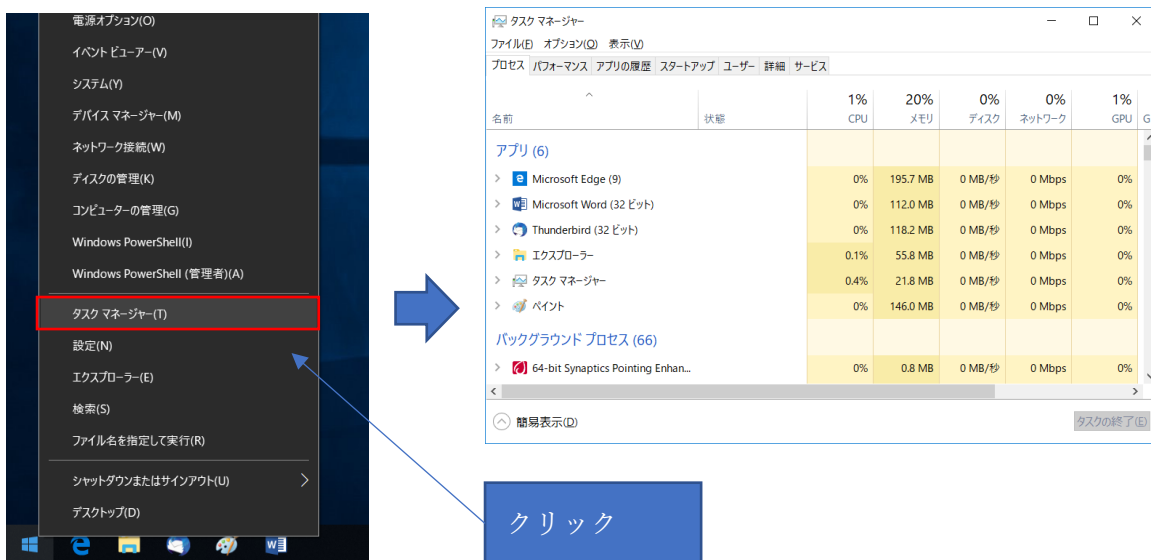 電源オプション(O)
イベント ビューアー(V)
システム(Y)
デバイス マネージャー(M)
ネットワーク接続(W)
ディスクの管理(K)
コンピューターの管理(G)
Windows PowerShell(I)
Windows PowerShell (管理者)(A)
タスク マネージャー(T)
設定(N)
エクスプローラー(E)
検索(S)
ファイル名を指定して実行(R)
シャットダウンまたはサインアウト(U)
デスクトップ(D)
タスク マネージャー
ファイル(F) オプション(O) 表示(V)
プロセス パフォーマンス アプリの履歴 スタートアップ ユーザー 詳細 サービス
1% 20% 0% 0% 1%
名前 状態 CPU メモリ ディスク ネットワーク GPU G
アプリ (6)
Microsoft Edge (9) 0% 195.7 MB 0 MB/秒 0 Mbps 0%
Microsoft Word (32 ビット) 0% 112.0 MB 0 MB/秒 0 Mbps 0%
Thunderbird (32 ビット) 0% 118.2 MB 0 MB/秒 0 Mbps 0%
エクスプローラー 0.1% 55.8 MB 0 MB/秒 0 Mbps 0%
タスク マネージャー 0.4% 21.8 MB 0 MB/秒 0 Mbps 0%
ペイント 0% 146.0 MB 0 MB/秒 0 Mbps 0%
バックグラウンド プロセス (66)
64-bit Synaptics Pointing Enhan... 0% 0.8 MB 0 MB/秒 0 Mbps 0%
簡易表示(D) タスクの終了(E)
クリック